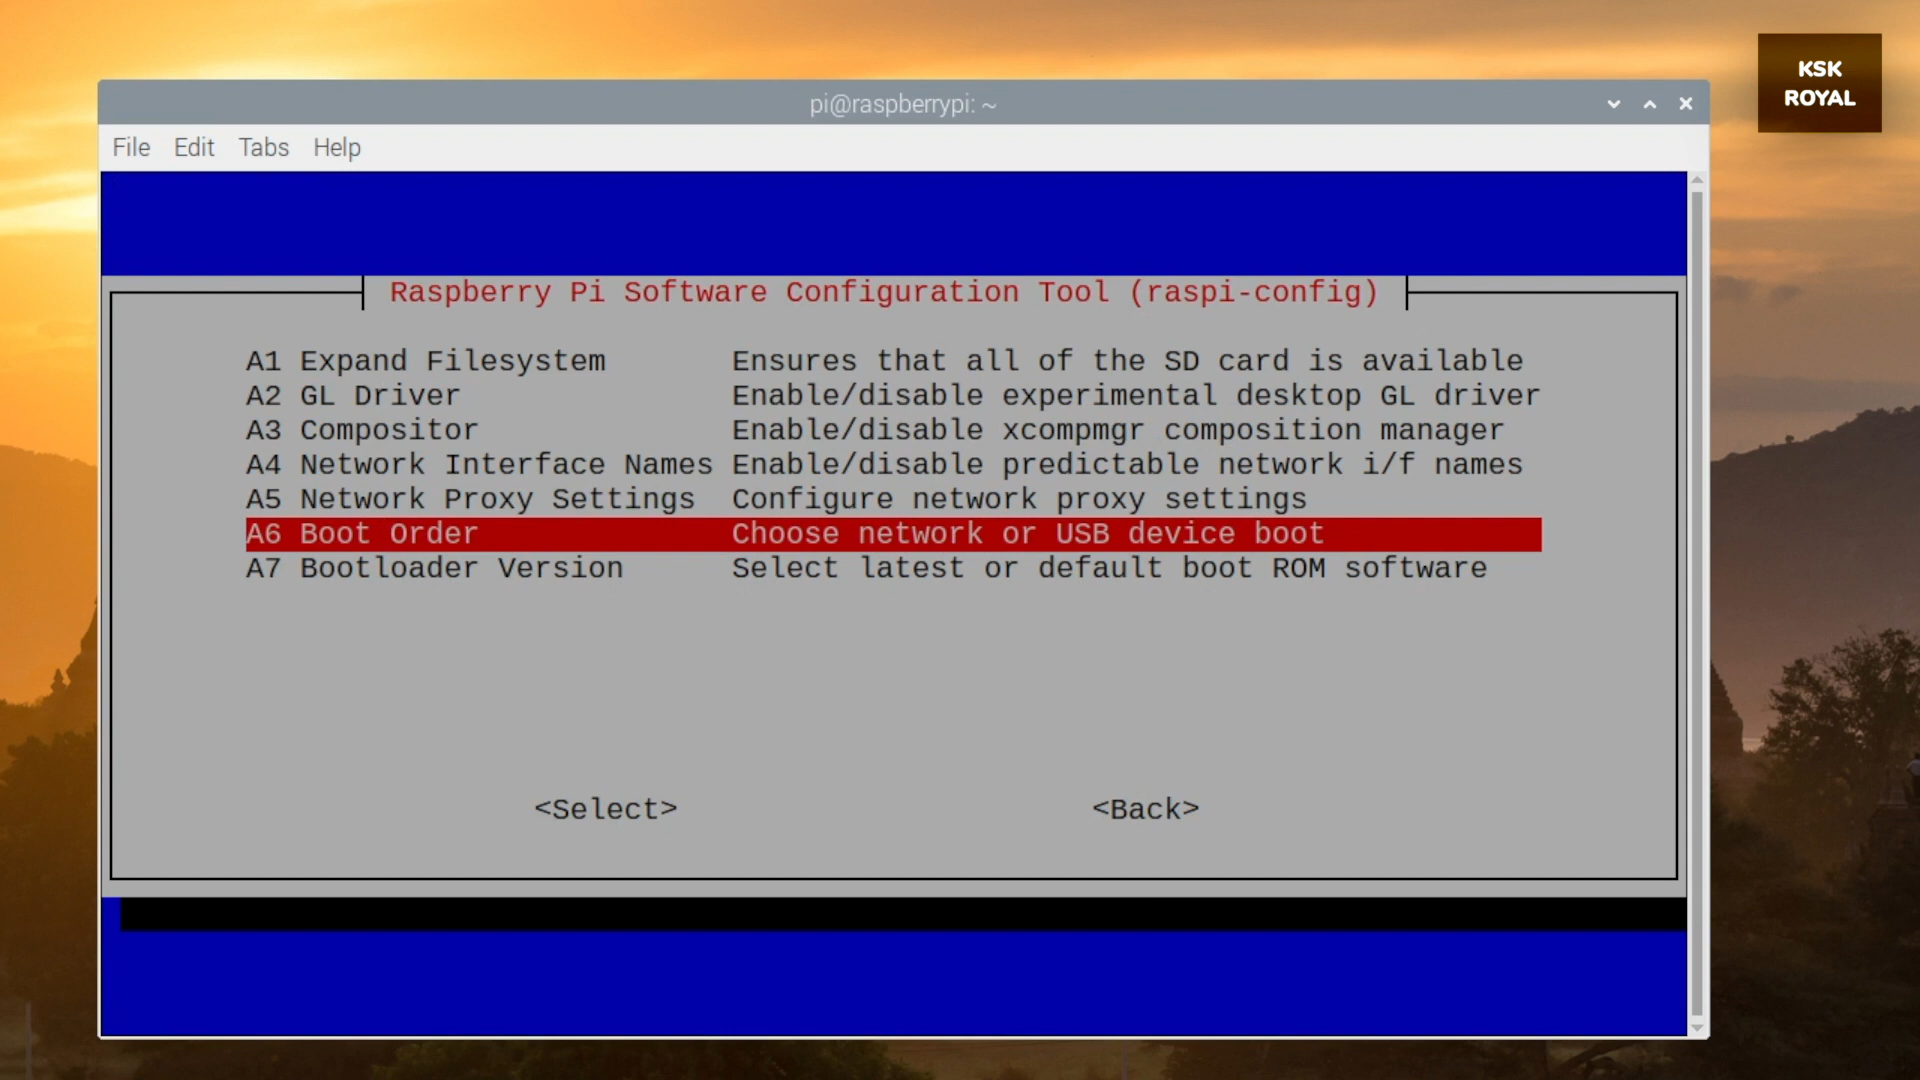 KSK
ROYAL
pi@raspberrypi: ~
File Edit Tabs Help
Raspberry Pi Software Configuration Tool (raspi-config)
A1 Expand Filesystem Ensures that all of the SD card is available
A2 GL Driver Enable/disable experimental desktop GL driver
A3 Compositor Enable/disable xcompmgr composition manager
A4 Network Interface Names Enable/disable predictable network i/f names
A5 Network Proxy Settings Configure network proxy settings
A6 Boot Order Choose network or USB device boot
A7 Bootloader Version Select latest or default boot ROM software
<Select> <Back>